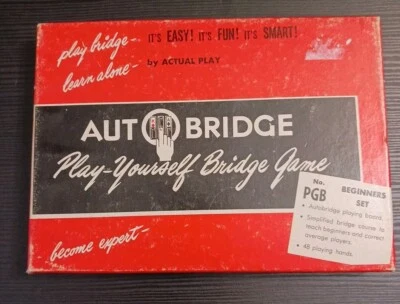 play bridge-
learn alone-
IT'S EASY! IT'S FUN! IT'S SMART!
by ACTUAL PLAY
AUTOBRIDGE
Play-Yourself Bridge Game
become expert-
No.
PGB
BEGINNERS
SET
• Autobridge playing board.
• Simplified bridge course to
teach beginners and correct
average players.
• 48 playing hands.